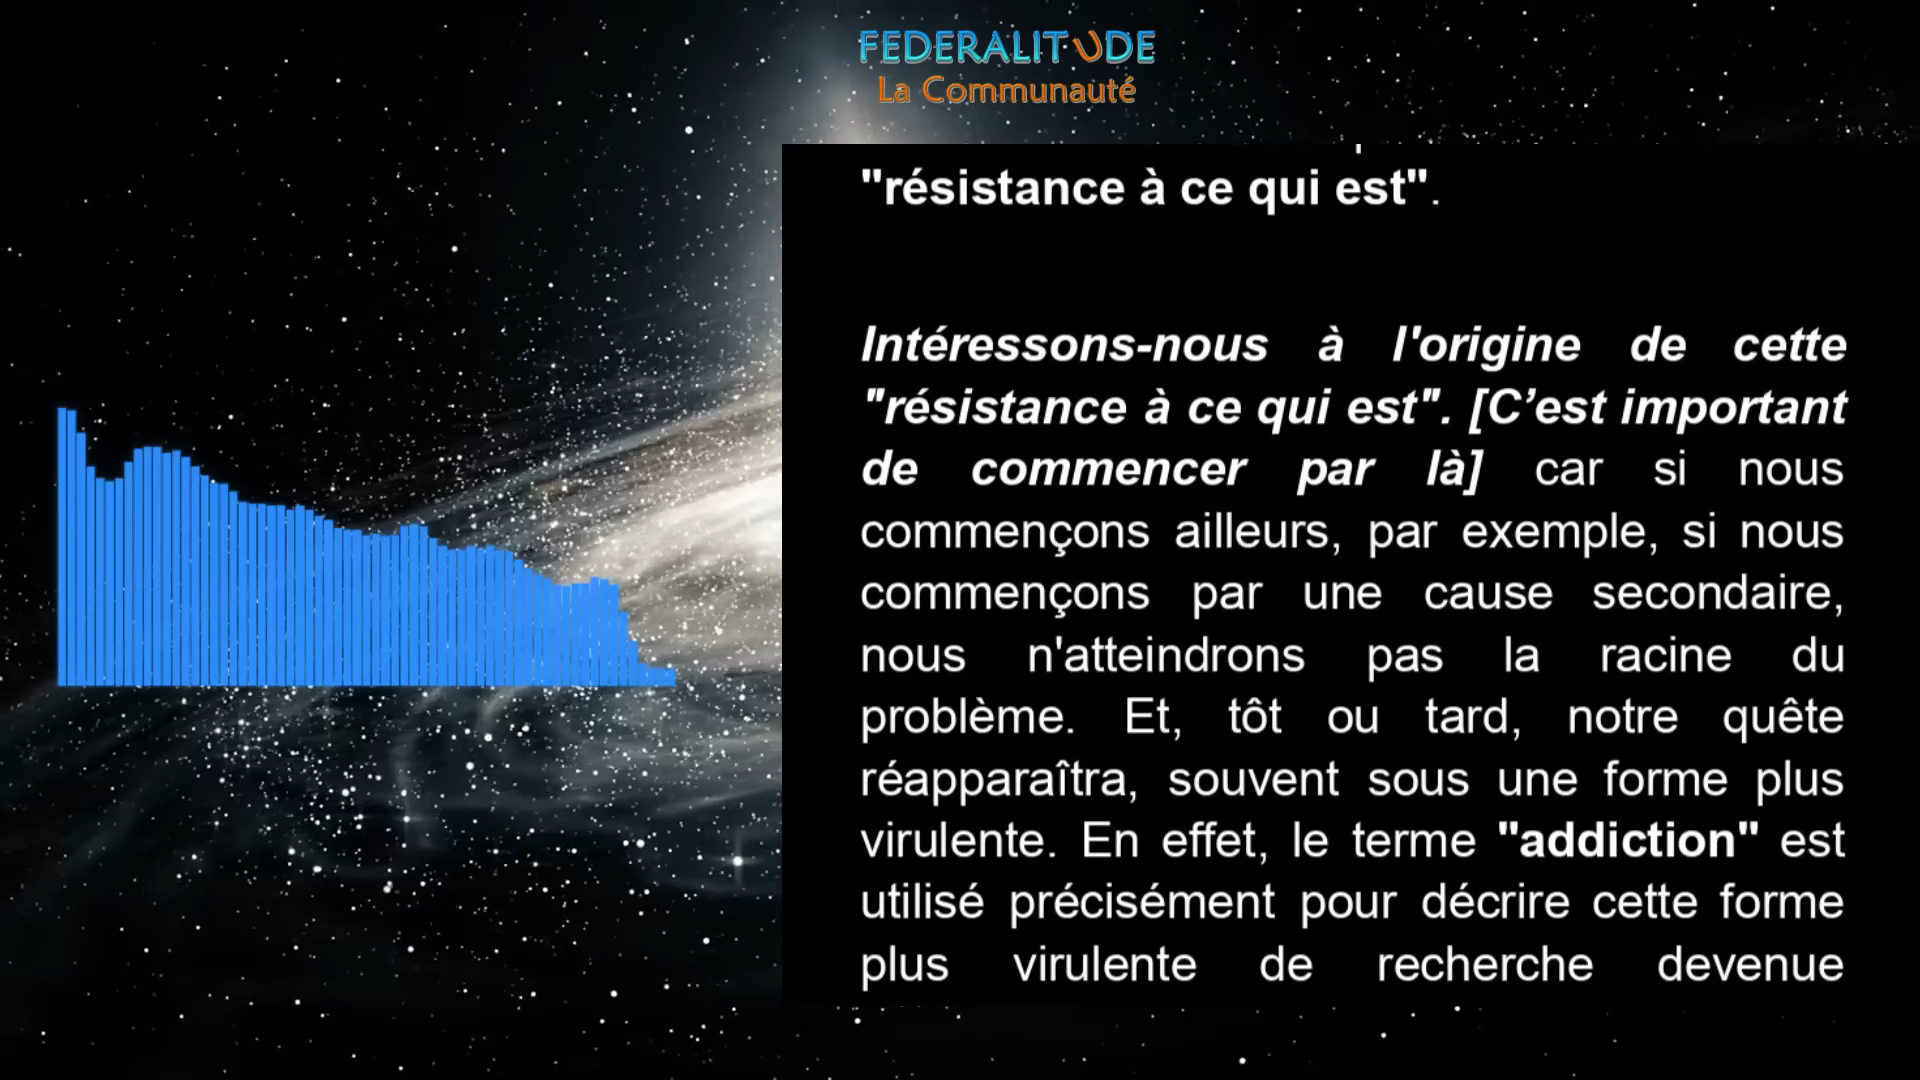 FEDERALITUDE
La Communauté
"résistance à ce qui est".
Intéressons-nous à l'origine de cette
"résistance à ce qui est". [C’est important
de commencer par là] car si nous
commençons ailleurs, par exemple, si nous
commençons par une cause secondaire,
nous n'atteindrons pas la racine du
problème. Et, tôt ou tard, notre quête
réapparaîtra, souvent sous une forme plus
virulente. En effet, le terme "addiction" est
utilisé précisément pour décrire cette forme
plus virulente de recherche devenue